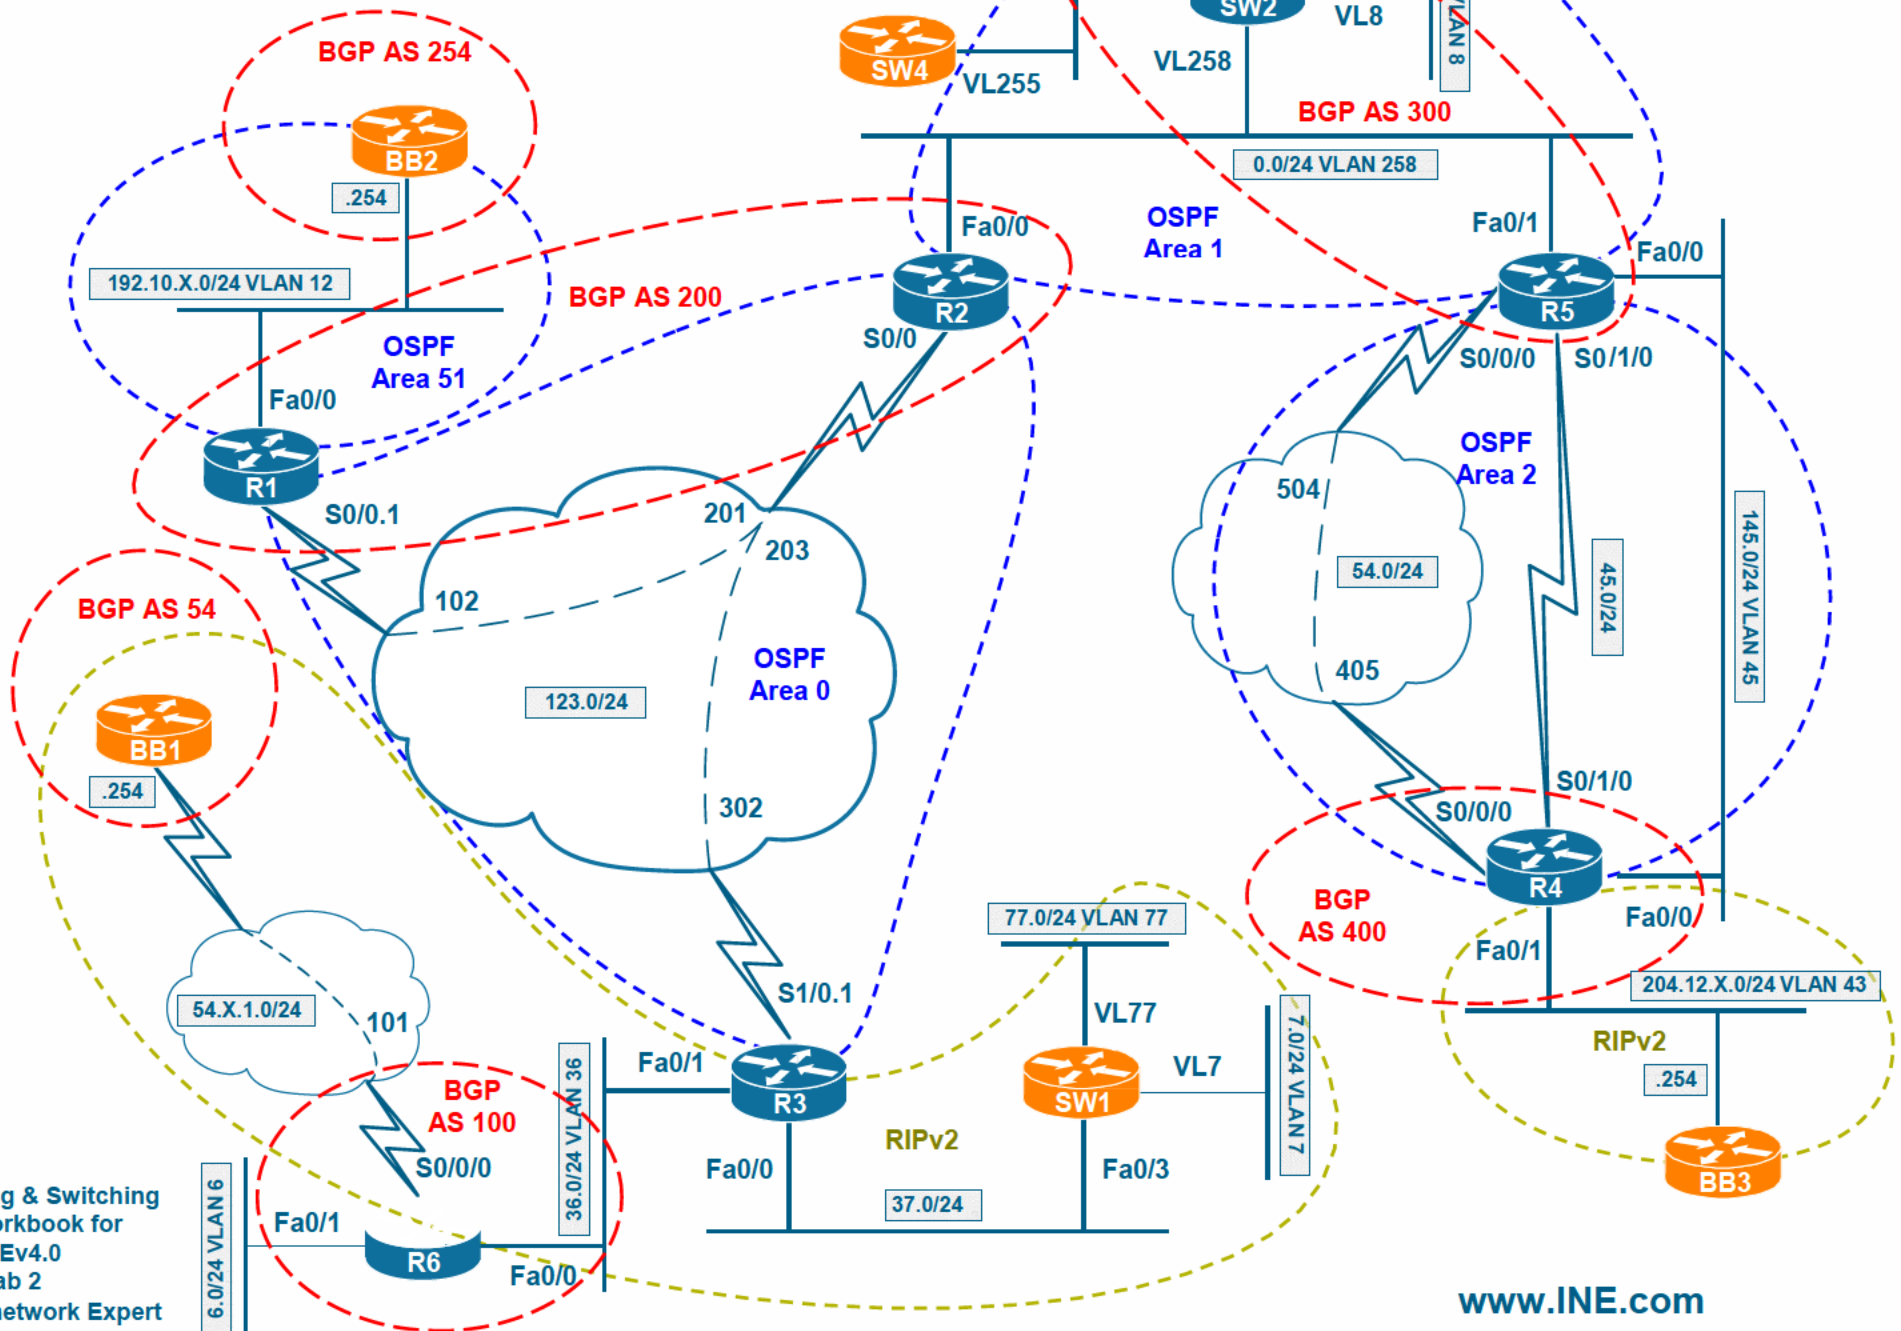 SW2
VL8
VLAN 8
SW4
VL255
VL258
BGP AS 254
BB2
.254
BGP AS 300
0.0/24 VLAN 258
192.10.X.0/24 VLAN 12
BGP AS 200
OSPF
Area 51
Fa0/0
R1
S0/0.1
Fa0/0
R2
S0/0
OSPF
Area 1
Fa0/1
Fa0/0
R5
S0/0/0
S0/1/0
201
203
102
123.0/24
OSPF
Area 0
302
504
OSPF
Area 2
54.0/24
45.0/24
145.0/24 VLAN 45
405
BGP AS 54
BB1
.254
S0/1/0
S0/0/0
R4
BGP
AS 400
Fa0/0
Fa0/1
204.12.X.0/24 VLAN 43
RIPv2
.254
BB3
54.X.1.0/24
101
S1/0.1
77.0/24 VLAN 77
VL77
VL7
7.0/24 VLAN 7
Fa0/1
R3
SW1
36.0/24 VLAN 36
BGP
AS 100
S0/0/0
Fa0/0
RIPv2
Fa0/3
37.0/24
6.0/24 VLAN 6
Fa0/1
R6
Fa0/0
g & Switching
orkbook for
Ev4.0
ab 2
network Expert
www.INE.com